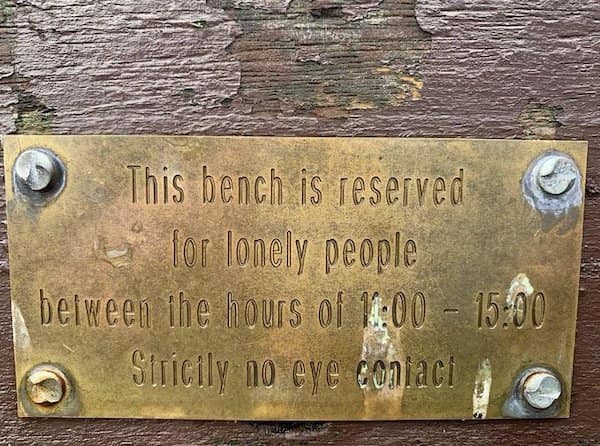 This bench is reserved
for lonely people
between the hours of 11:00 – 15:00
Strictly no eye contact